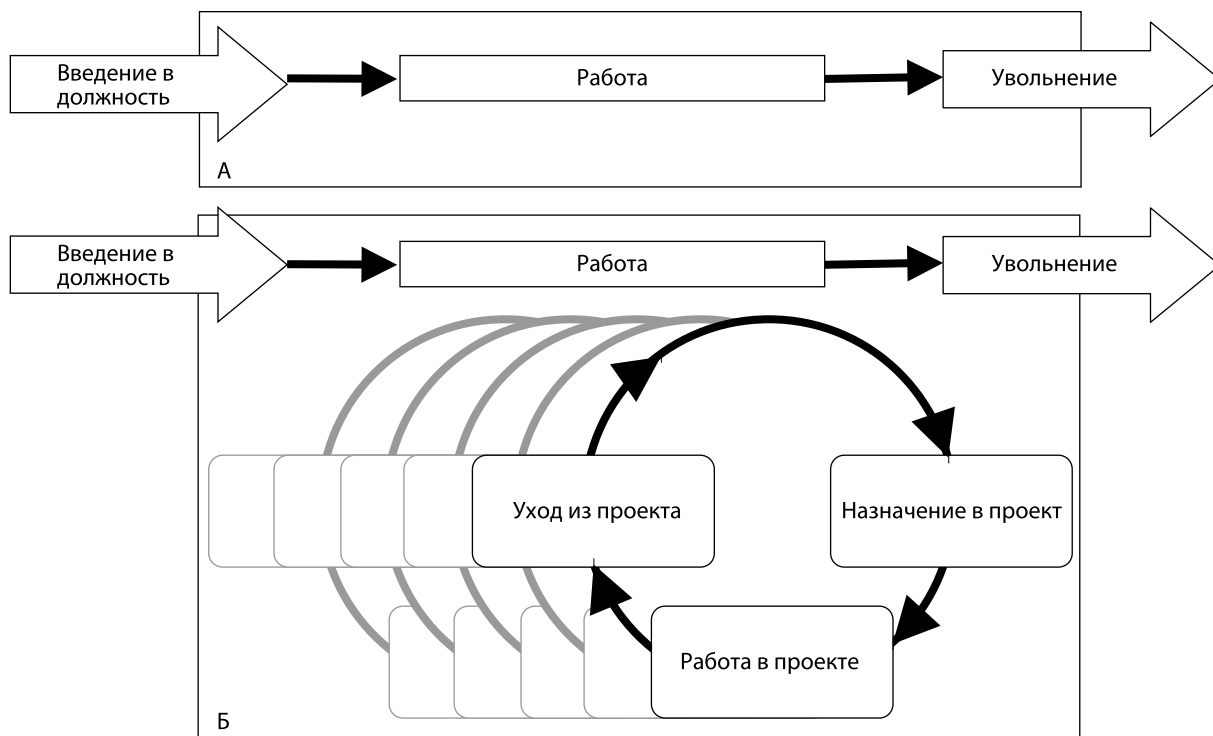 Введение в
должность
Работа
Увольнение
А
Введение в
должность
Работа
Увольнение
Уход из проекта
Назначение в проект
Работа в проекте
Б